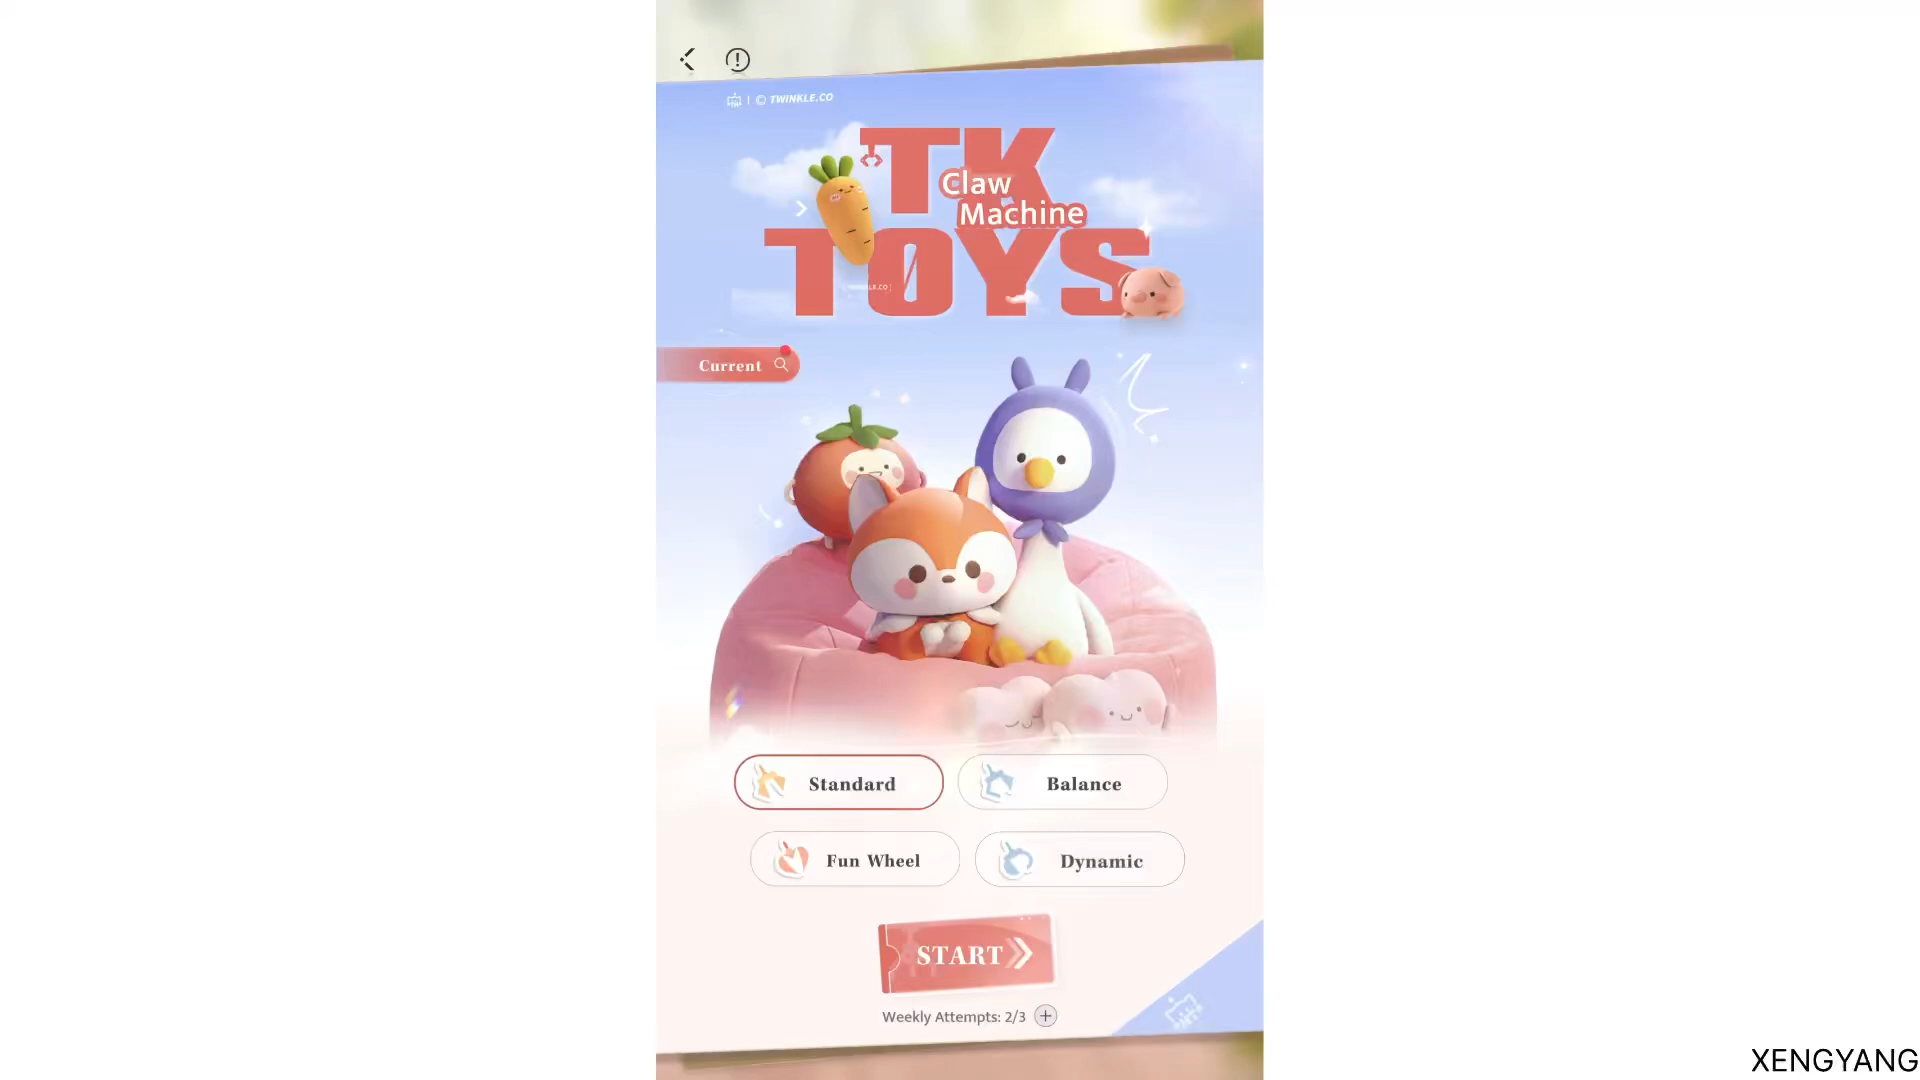 © TWINKLE.CO
TK
Claw
Machine
TOYS
Current
Standard
Balance
Fun Wheel
Dynamic
START
Weekly Attempts: 2/3
XENGYANG